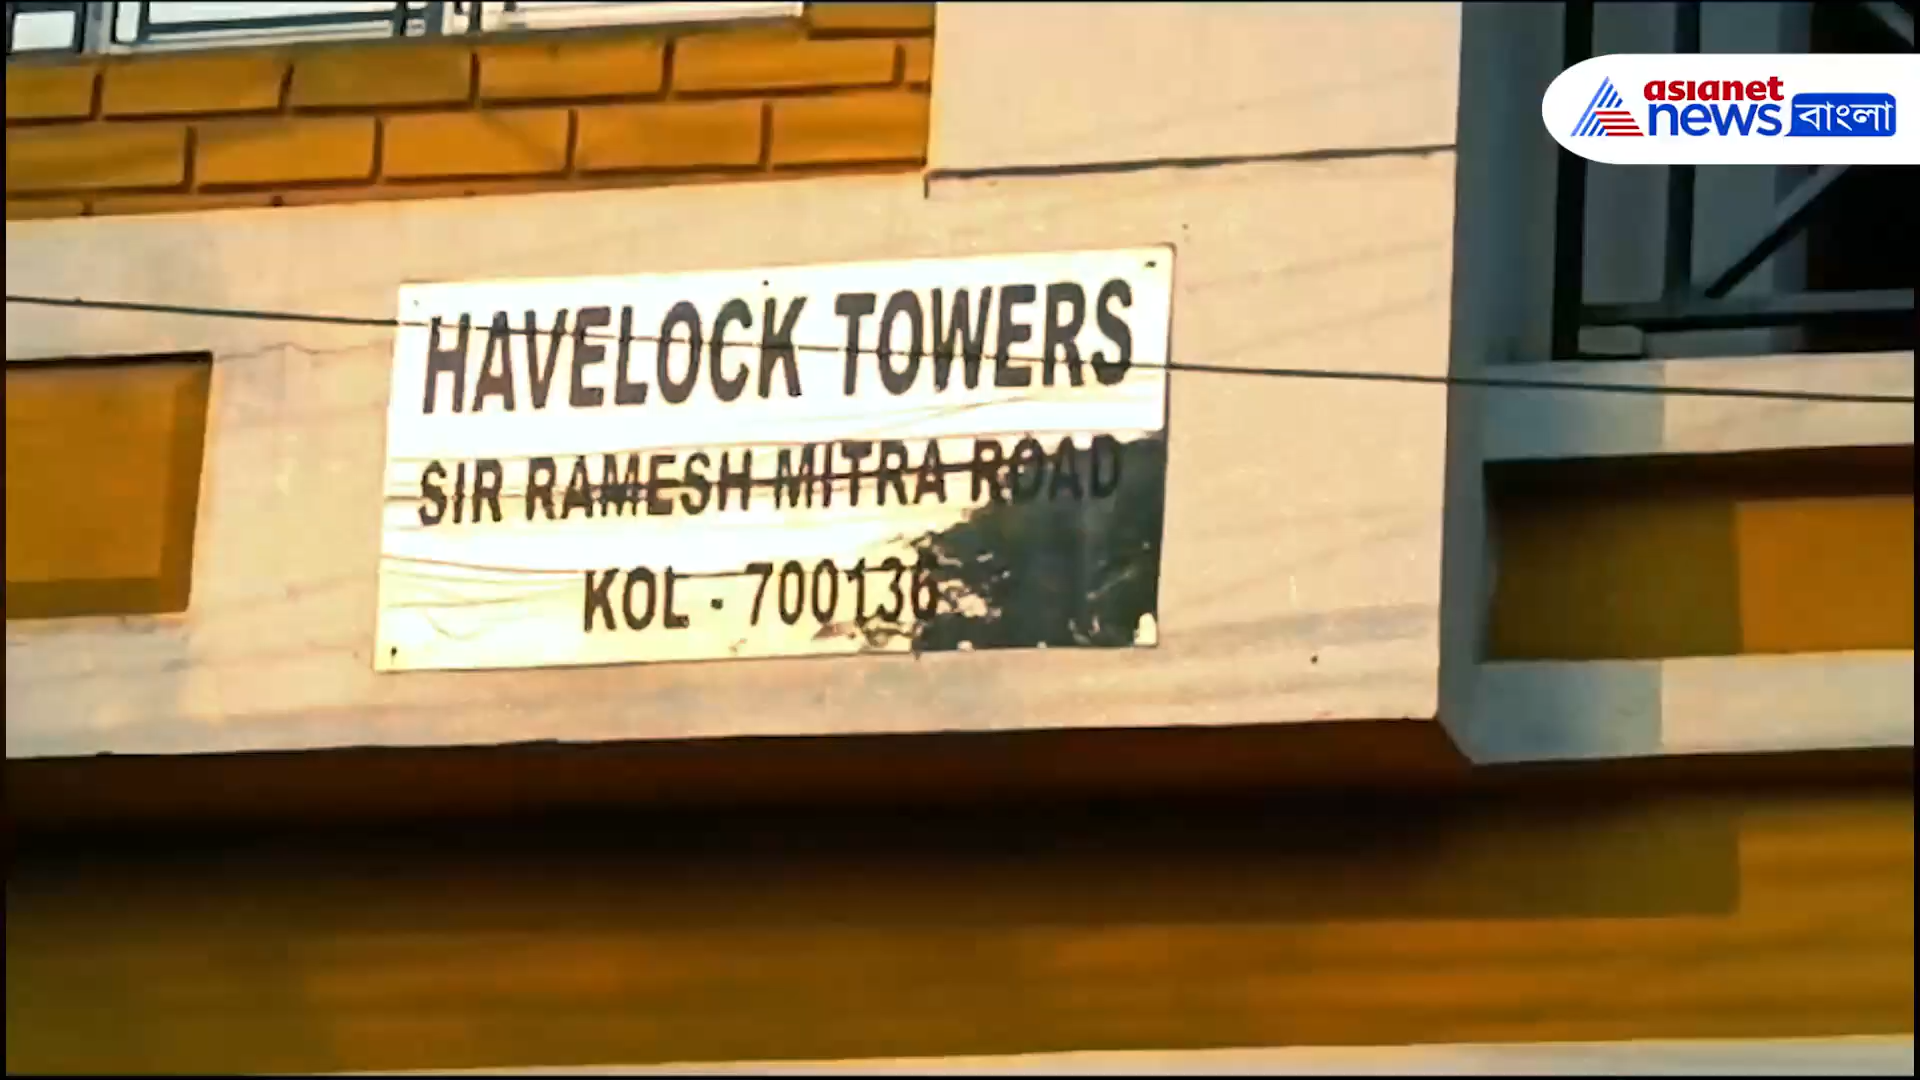 asianet
news বাংলা
HAVELOCK TOWERS
SIR RAMESH MITRA ROAD
KOL - 700136